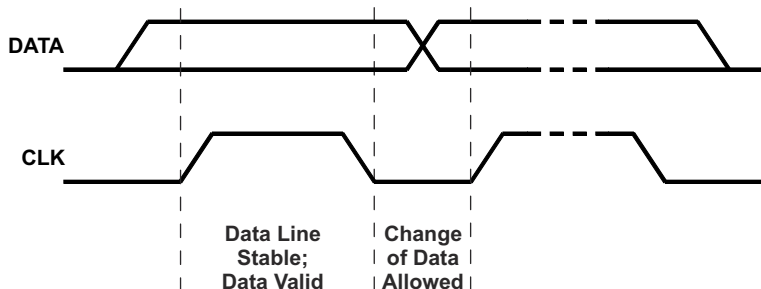 DATA
CLK
Data Line
Stable;
Data Valid
Change
of Data
Allowed